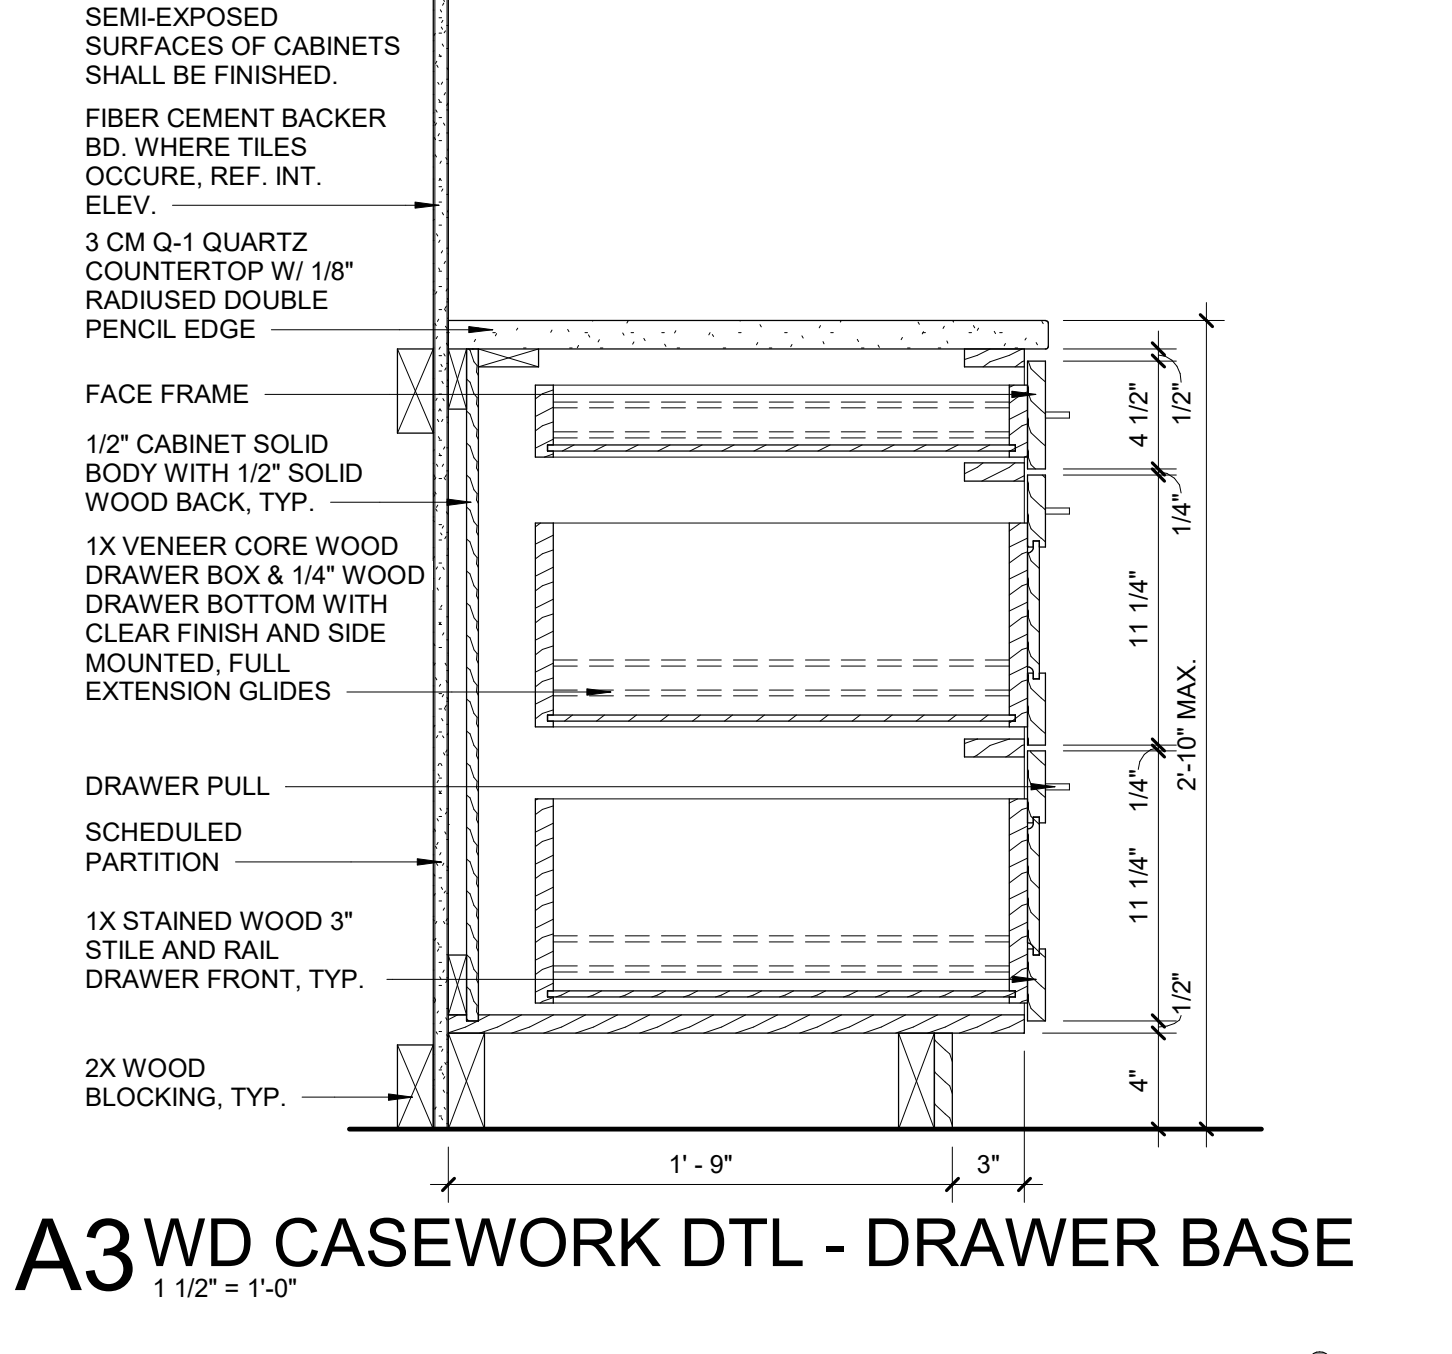 SEMI-EXPOSED
SURFACES OF CABINETS
SHALL BE FINISHED.
FIBER CEMENT BACKER
BD. WHERE TILES
OCCURE, REF. INT.
ELEV.
3 CM Q-1 QUARTZ
COUNTERTOP W/ 1/8"
RADIUSED DOUBLE
PENCIL EDGE
FACE FRAME
1/2" CABINET SOLID
BODY WITH 1/2" SOLID
WOOD BACK, TYP.
1X VENEER CORE WOOD
DRAWER BOX & 1/4" WOOD
DRAWER BOTTOM WITH
CLEAR FINISH AND SIDE
MOUNTED, FULL
EXTENSION GLIDES
DRAWER PULL
SCHEDULED
PARTITION
1X STAINED WOOD 3"
STILE AND RAIL
DRAWER FRONT, TYP.
2X WOOD
BLOCKING, TYP.
4 1/2"
1/2"
1/4"
11 1/4"
2'-10" MAX.
1/4"
11 1/4"
1/2"
4"
1' - 9"
3"
A3 WD CASEWORK DTL - DRAWER BASE
1 1/2" = 1'-0"